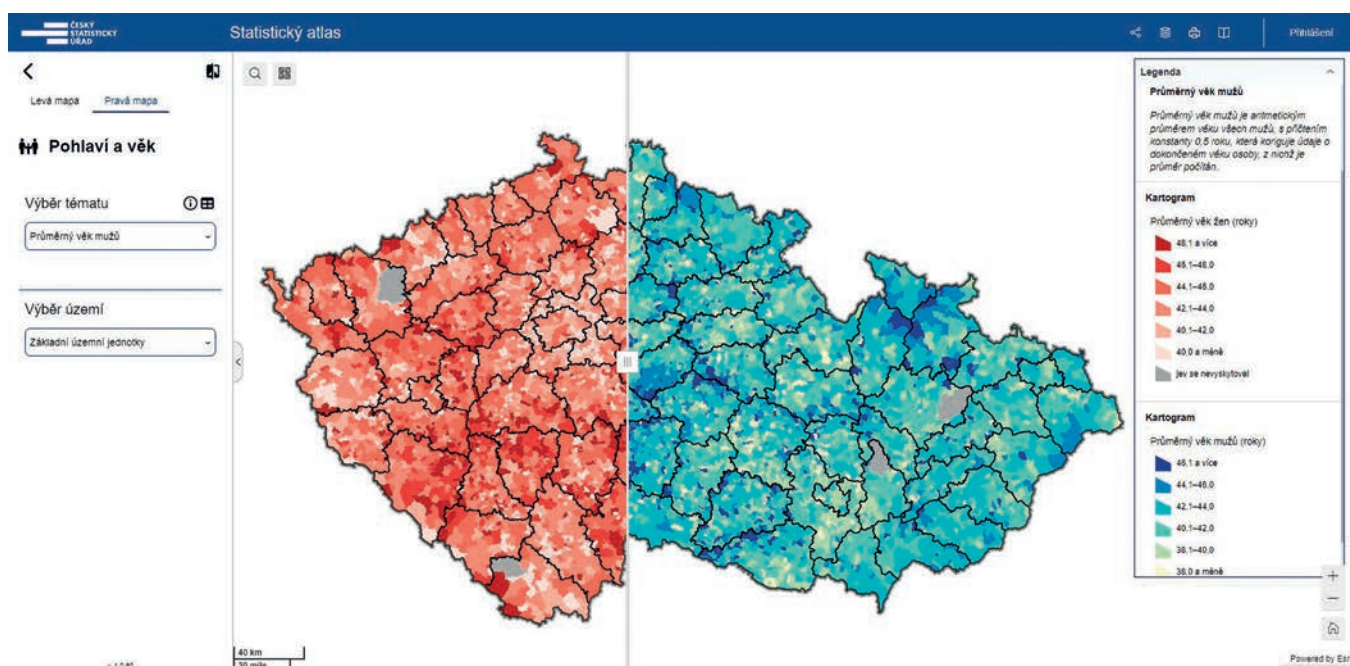 ČESKÝ
STATISTICKÝ
ÚŘAD
Statistický atlas
Přihlášení
Levá mapa
Pravá mapa
Pohlaví a věk
Výběr tématu
Průměrný věk mužů
Výběr území
Základní územní jednotky
Legenda
Průměrný věk mužů
Průměrný věk mužů je aritmetickým
průměrem věku všech mužů, s přičtením
konstanty 0,5 roku, která koriguje údaje o
dokončeném věku osoby, z nichž je
průměr počítán.
Kartogram
Průměrný věk žen (roky)
48,1 a více
46,1–48,0
44,1–46,0
42,1–44,0
40,1–42,0
40,0 a méně
jev se nevyskytoval
Kartogram
Průměrný věk mužů (roky)
46,1 a více
44,1–46,0
42,1–44,0
40,1–42,0
38,1–40,0
38,0 a méně
40 km
20 mile
Powered by Esri